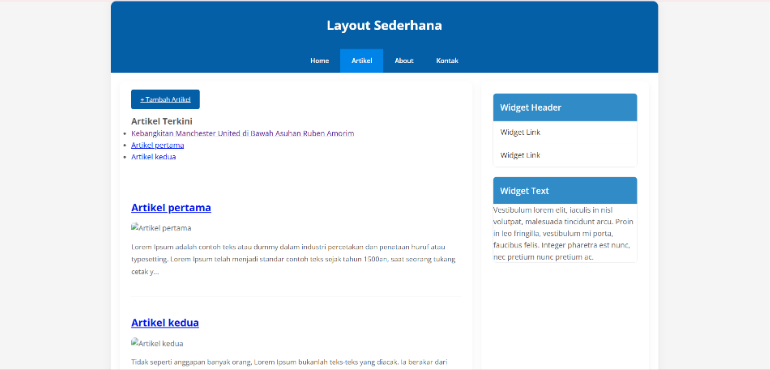 Layout Sederhana
Home Artikel About Kontak
+ Tambah Artikel
Artikel Terkini
Kebangkitan Manchester United di Bawah Asuhan Ruben Amorim
Artikel pertama
Artikel kedua
Artikel pertama
Artikel pertama
Lorem Ipsum adalah contoh teks atau dummy dalam industri percetakan dan penataan huruf atau
typesetting. Lorem Ipsum telah menjadi standar contoh teks sejak tahun 1500an, saat seorang tukang
cetak y...
Artikel kedua
Artikel kedua
Tidak seperti anggapan banyak orang, Lorem Ipsum bukanlah teks-teks yang diacak. Ia berakar dari
Widget Header
Widget Link
Widget Link
Widget Text
Vestibulum lorem elit, iaculis in nisl
volutpat, malesuada tincidunt arcu. Proin
in leo fringilla, vestibulum mi porta,
faucibus felis. Integer pharetra est nunc,
nec pretium nunc pretium ac.